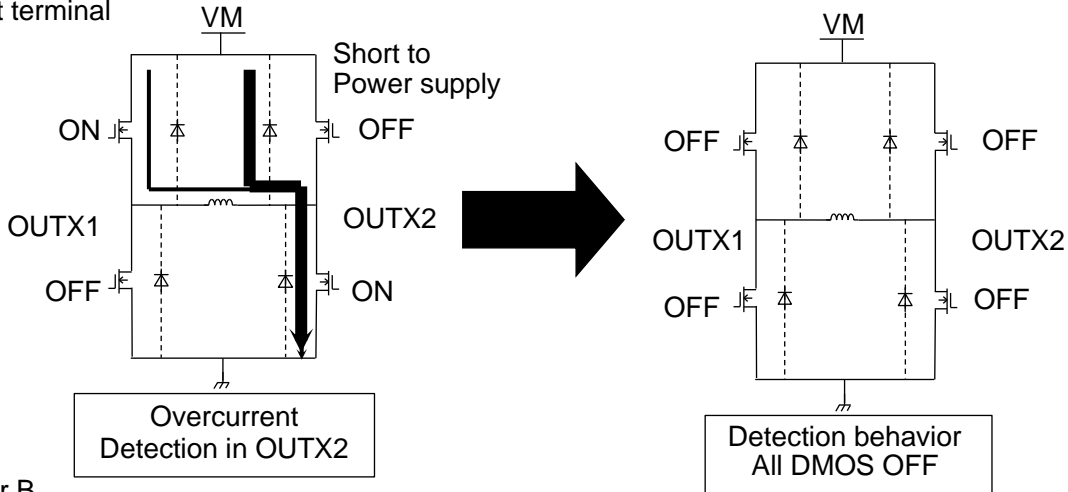 t terminal
VM
Short to
Power supply
ON
OFF
OUTX1
OUTX2
OFF
ON
Overcurrent
Detection in OUTX2
VM
OFF
OFF
OUTX1
OUTX2
OFF
OFF
Detection behavior
All DMOS OFF
r B